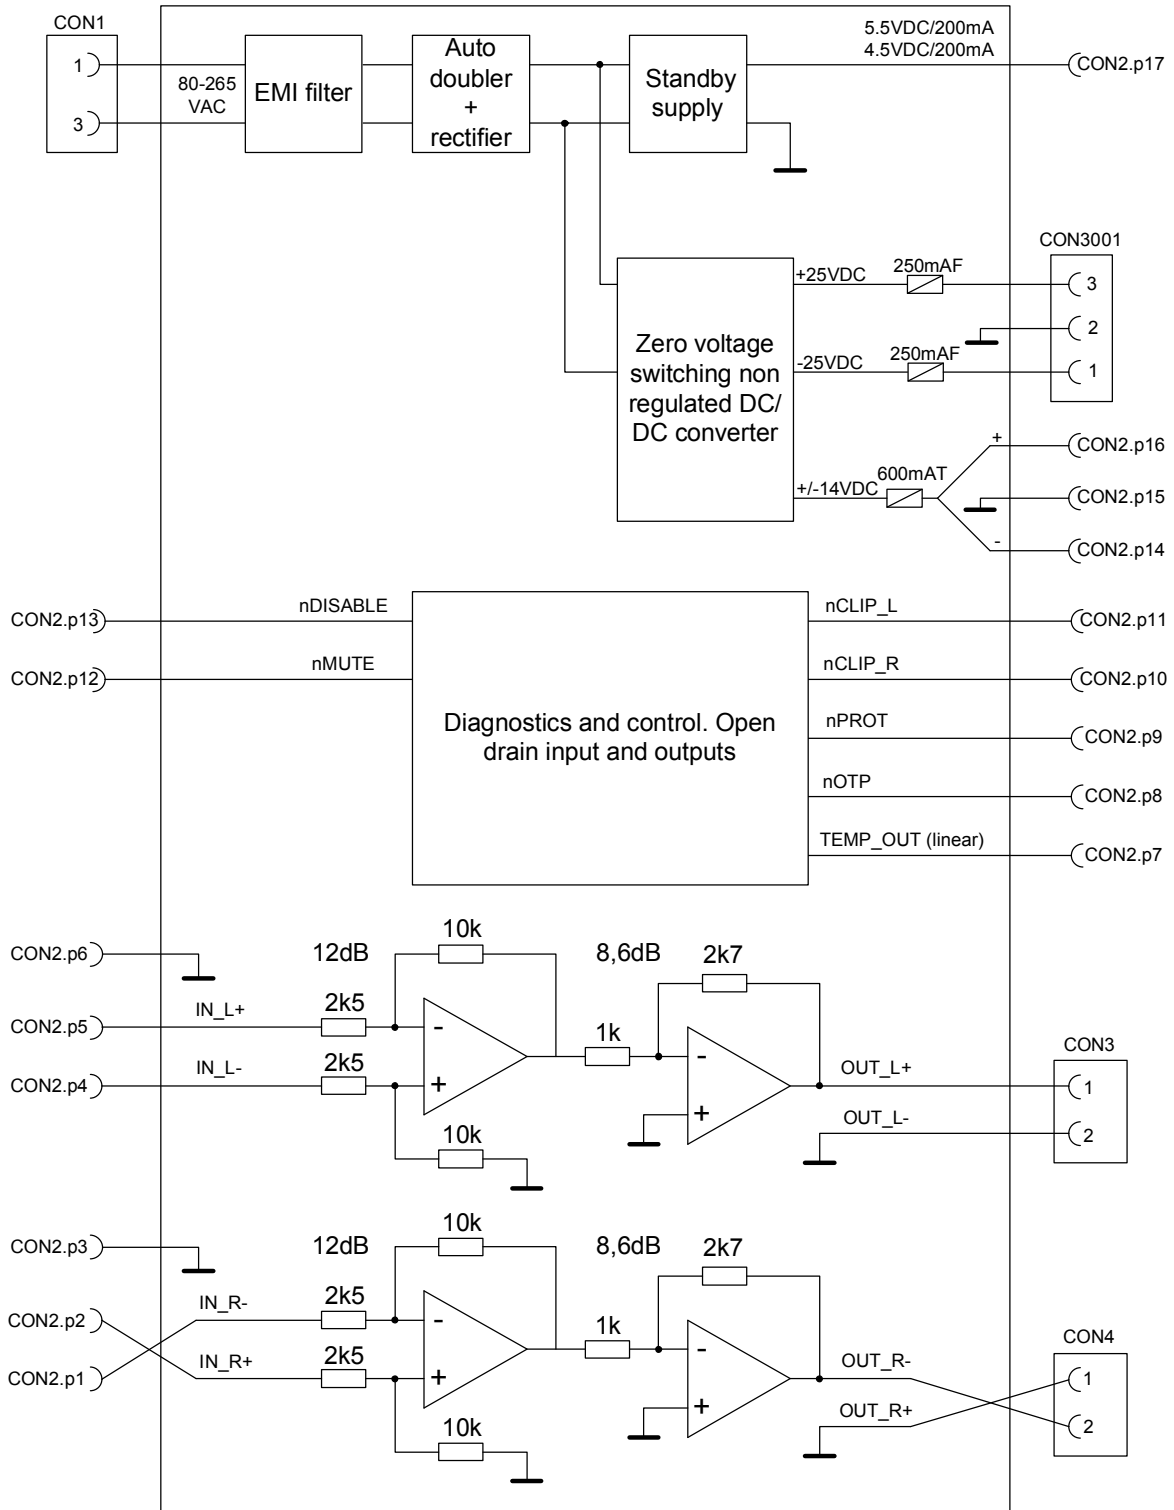 CON1
1
3
80-265
VAC
EMI filter
Auto
doubler
+
rectifier
Standby
supply
5.5VDC/200mA
4.5VDC/200mA
CON2.p17
CON3001
Zero voltage
switching non
regulated DC/
DC converter
+25VDC
250mAF
3
2
-25VDC
250mAF
1
+/-14VDC
600mAT
+
-
CON2.p16
CON2.p15
CON2.p14
CON2.p13
nDISABLE
CON2.p12
nMUTE
Diagnostics and control. Open
drain input and outputs
nCLIP_L
CON2.p11
nCLIP_R
CON2.p10
nPROT
CON2.p9
nOTP
CON2.p8
TEMP_OUT (linear)
CON2.p7
CON2.p6
12dB
10k
8,6dB
2k7
CON2.p5
IN_L+
2k5
-
1k
-
CON2.p4
IN_L-
2k5
+
+
10k
OUT_L+
OUT_L-
CON3
1
2
CON2.p3
12dB
10k
8,6dB
2k7
CON2.p2
IN_R-
2k5
-
1k
-
CON2.p1
IN_R+
2k5
+
+
10k
OUT_R-
OUT_R+
CON4
1
2